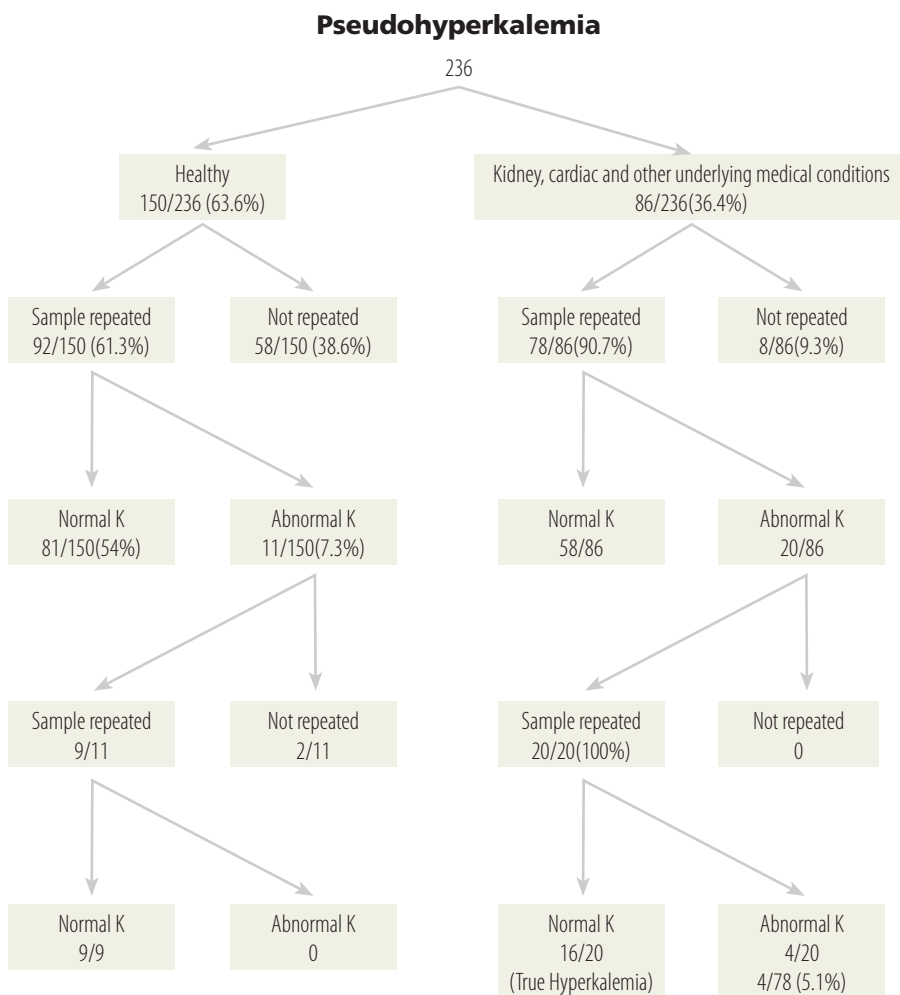 Pseudohyperkalemia
236
Healthy
150/236 (63.6%)
Kidney, cardiac and other underlying medical conditions
86/236(36.4%)
Sample repeated
92/150 (61.3%)
Not repeated
58/150 (38.6%)
Sample repeated
78/86(90.7%)
Not repeated
8/86(9.3%)
Normal K
81/150(54%)
Abnormal K
11/150(7.3%)
Normal K
58/86
Abnormal K
20/86
Sample repeated
9/11
Not repeated
2/11
Sample repeated
20/20(100%)
Not repeated
0
Normal K
9/9
Abnormal K
0
Normal K
16/20
(True Hyperkalemia)
Abnormal K
4/20
4/78 (5.1%)